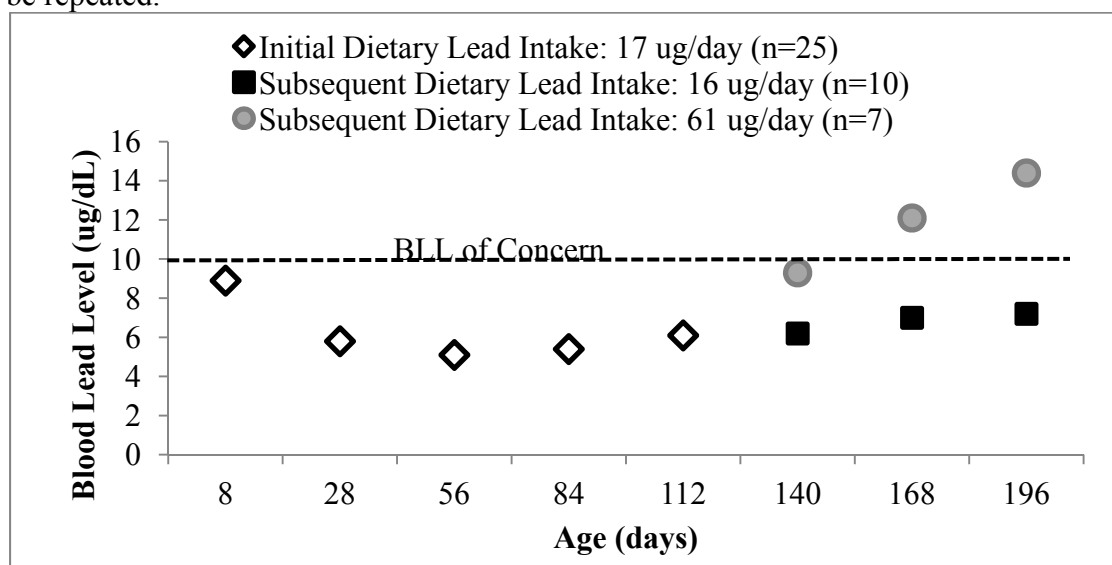 be repeated.
Initial Dietary Lead Intake: 17 ug/day (n=25)
Subsequent Dietary Lead Intake: 16 ug/day (n=10)
Subsequent Dietary Lead Intake: 61 ug/day (n=7)
Blood Lead Level (ug/dL)
16
14
12
10
8
6
4
2
0
BLL of Concern
8 28 56 84 112 140 168 196
Age (days)